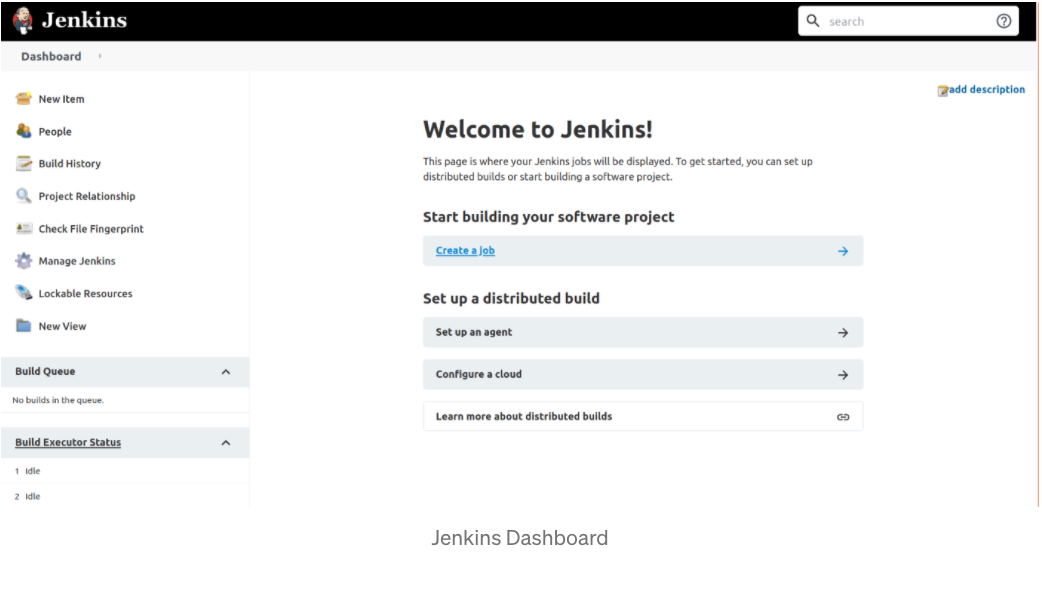 Jenkins
search
Dashboard
add description
New Item
People
Build History
Project Relationship
Check File Fingerprint
Manage Jenkins
Lockable Resources
New View
Build Queue
No builds in the queue.
Build Executor Status
1 Idle
2 Idle
Welcome to Jenkins!
This page is where your Jenkins jobs will be displayed. To get started, you can set up
distributed builds or start building a software project.
Start building your software project
Create a job
Set up a distributed build
Set up an agent
Configure a cloud
Learn more about distributed builds
Jenkins Dashboard